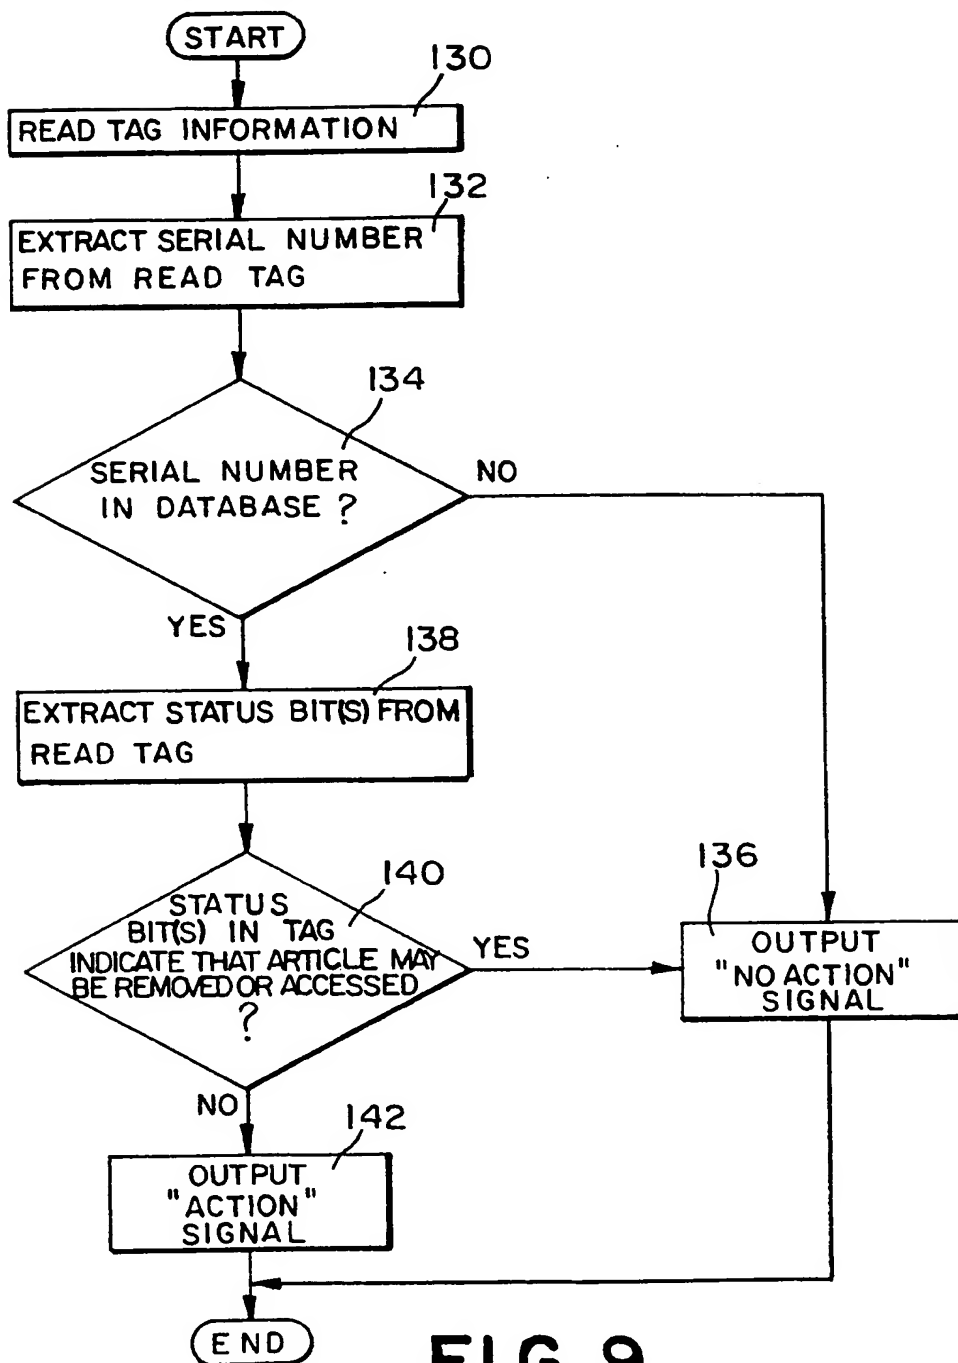 START
130
READ TAG INFORMATION
132
EXTRACT SERIAL NUMBER
FROM READ TAG
134
SERIAL NUMBER
IN DATABASE ?
NO
YES
138
EXTRACT STATUS BIT(S) FROM
READ TAG
140
STATUS
BIT(S) IN TAG
INDICATE THAT ARTICLE MAY
BE REMOVED OR ACCESSED
?
YES
136
OUTPUT
"NO ACTION"
SIGNAL
NO
142
OUTPUT
"ACTION"
SIGNAL
END
FIG. 9